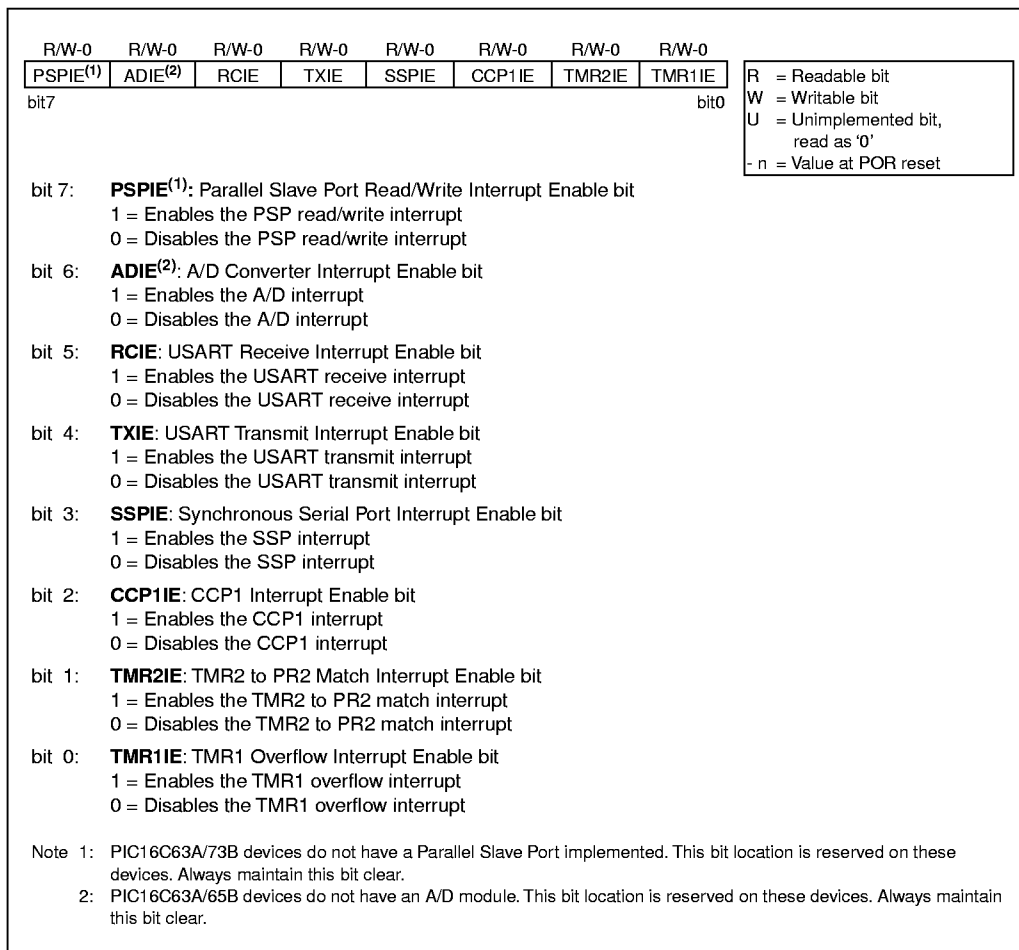 R/W-0 R/W-0 R/W-0 R/W-0 R/W-0 R/W-0 R/W-0 R/W-0
PSPIE(1) ADIE(2) RCIE TXIE SSPIE CCP1IE TMR2IE TMR1IE
bit7 bit0
R = Readable bit
W = Writable bit
U = Unimplemented bit,
read as ‘0’
- n = Value at POR reset
bit 7: PSPIE(1): Parallel Slave Port Read/Write Interrupt Enable bit
1 = Enables the PSP read/write interrupt
0 = Disables the PSP read/write interrupt
bit 6: ADIE(2): A/D Converter Interrupt Enable bit
1 = Enables the A/D interrupt
0 = Disables the A/D interrupt
bit 5: RCIE: USART Receive Interrupt Enable bit
1 = Enables the USART receive interrupt
0 = Disables the USART receive interrupt
bit 4: TXIE: USART Transmit Interrupt Enable bit
1 = Enables the USART transmit interrupt
0 = Disables the USART transmit interrupt
bit 3: SSPIE: Synchronous Serial Port Interrupt Enable bit
1 = Enables the SSP interrupt
0 = Disables the SSP interrupt
bit 2: CCP1IE: CCP1 Interrupt Enable bit
1 = Enables the CCP1 interrupt
0 = Disables the CCP1 interrupt
bit 1: TMR2IE: TMR2 to PR2 Match Interrupt Enable bit
1 = Enables the TMR2 to PR2 match interrupt
0 = Disables the TMR2 to PR2 match interrupt
bit 0: TMR1IE: TMR1 Overflow Interrupt Enable bit
1 = Enables the TMR1 overflow interrupt
0 = Disables the TMR1 overflow interrupt
Note 1: PIC16C63A/73B devices do not have a Parallel Slave Port implemented. This bit location is reserved on these
devices. Always maintain this bit clear.
2: PIC16C63A/65B devices do not have an A/D module. This bit location is reserved on these devices. Always maintain
this bit clear.